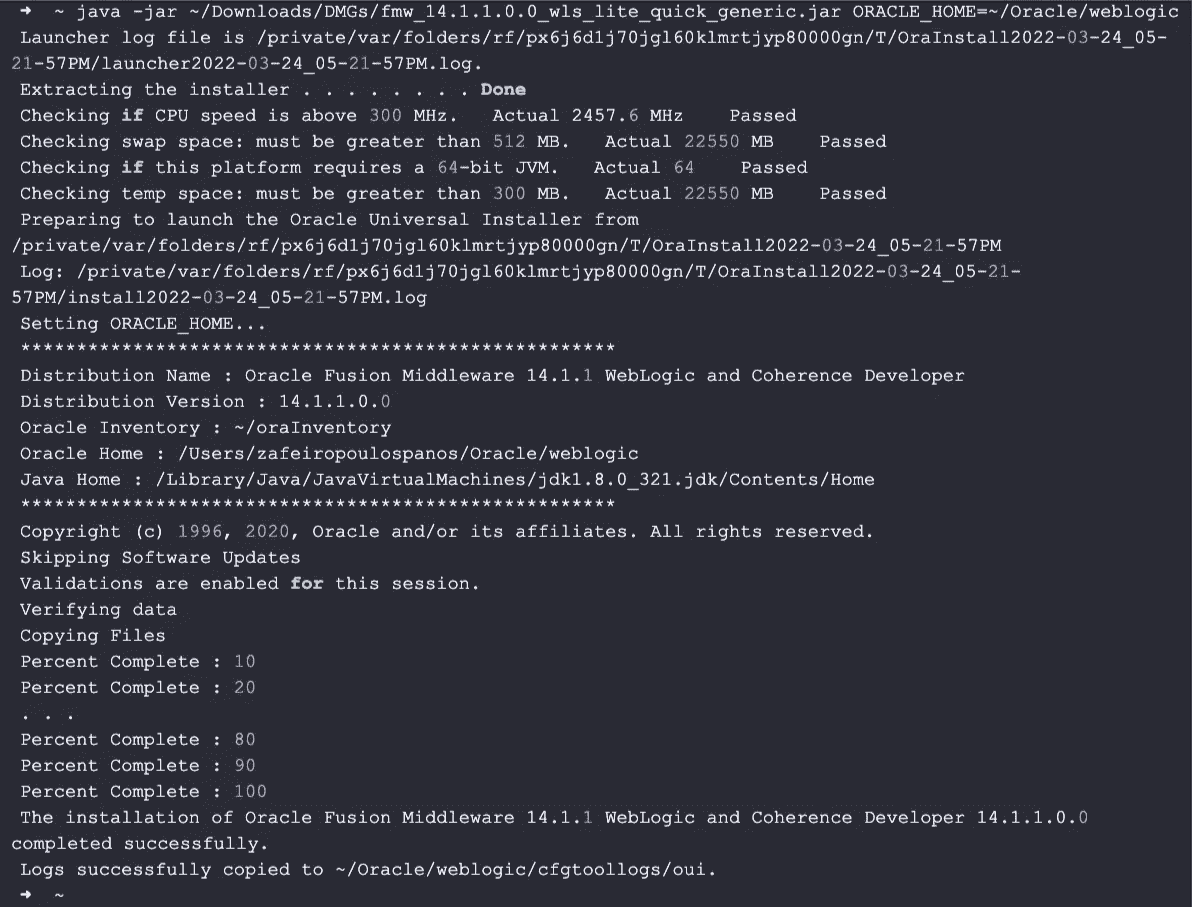 ➜  ~ java -jar ~/Downloads/DMGs/fmw_14.1.1.0.0_wls_lite_quick_generic.jar ORACLE_HOME=~/Oracle/weblogic
Launcher log file is /private/var/folders/rf/px6j6d1j70jgl60klmrtjyp80000gn/T/OraInstall2022-03-24_05-
21-57PM/launcher2022-03-24_05-21-57PM.log.
Extracting the installer . . . . . . . . Done
Checking if CPU speed is above 300 MHz.   Actual 2457.6 MHz    Passed
Checking swap space: must be greater than 512 MB.   Actual 22550 MB    Passed
Checking if this platform requires a 64-bit JVM.   Actual 64    Passed
Checking temp space: must be greater than 300 MB.   Actual 22550 MB    Passed
Preparing to launch the Oracle Universal Installer from
/private/var/folders/rf/px6j6d1j70jgl60klmrtjyp80000gn/T/OraInstall2022-03-24_05-21-57PM
Log: /private/var/folders/rf/px6j6d1j70jgl60klmrtjyp80000gn/T/OraInstall2022-03-24_05-21-
57PM/install2022-03-24_05-21-57PM.log
Setting ORACLE_HOME...
*****************************************************
Distribution Name : Oracle Fusion Middleware 14.1.1 WebLogic and Coherence Developer
Distribution Version : 14.1.1.0.0
Oracle Inventory : ~/oraInventory
Oracle Home : /Users/zafeiropoulospanos/Oracle/weblogic
Java Home : /Library/Java/JavaVirtualMachines/jdk1.8.0_321.jdk/Contents/Home
*****************************************************
Copyright (c) 1996, 2020, Oracle and/or its affiliates. All rights reserved.
Skipping Software Updates
Validations are enabled for this session.
Verifying data
Copying Files
Percent Complete : 10
Percent Complete : 20
. . .
Percent Complete : 80
Percent Complete : 90
Percent Complete : 100
The installation of Oracle Fusion Middleware 14.1.1 WebLogic and Coherence Developer 14.1.1.0.0
completed successfully.
Logs successfully copied to ~/Oracle/weblogic/cfgtoollogs/oui.
➜  ~